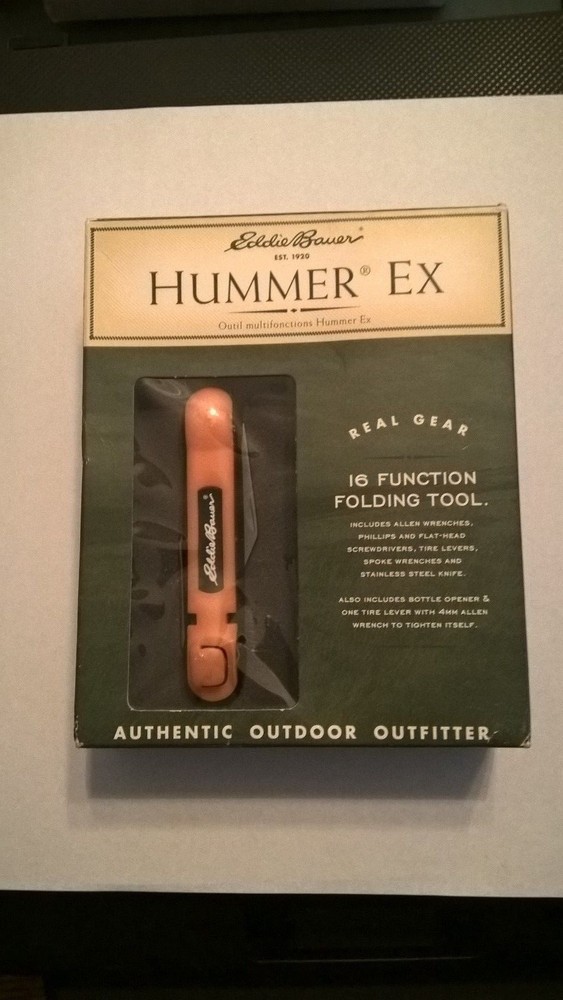 Eddie Bauer®
EST. 1920
HUMMER® EX
Outil multifonctions Hummer Ex
REAL GEAR
16 FUNCTION
FOLDING TOOL.
INCLUDES ALLEN WRENCHES,
PHILLIPS AND FLAT-HEAD
SCREWDRIVERS, TIRE LEVERS,
SPOKE WRENCHES AND
STAINLESS STEEL KNIFE.
ALSO INCLUDES BOTTLE OPENER &
ONE TIRE LEVER WITH 4MM ALLEN
WRENCH TO TIGHTEN ITSELF.
Eddie Bauer®
AUTHENTIC OUTDOOR OUTFITTER